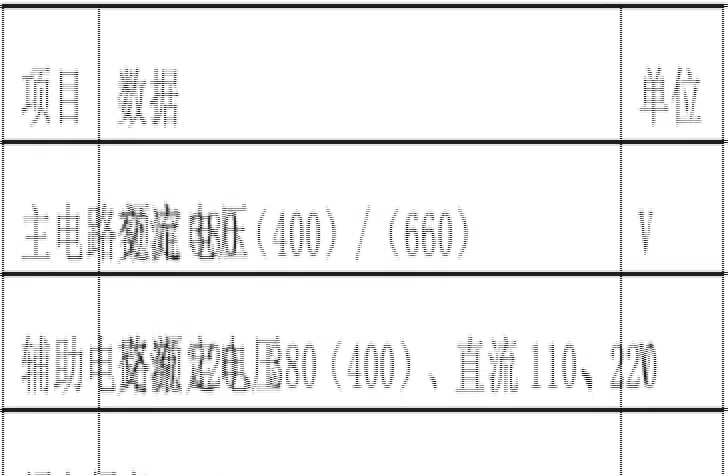 项目 数据 单位
主电路额定电压 交流 380(400)/(660) V
辅助电路额定电压 交流 220、380(400)、直流 110、220 V